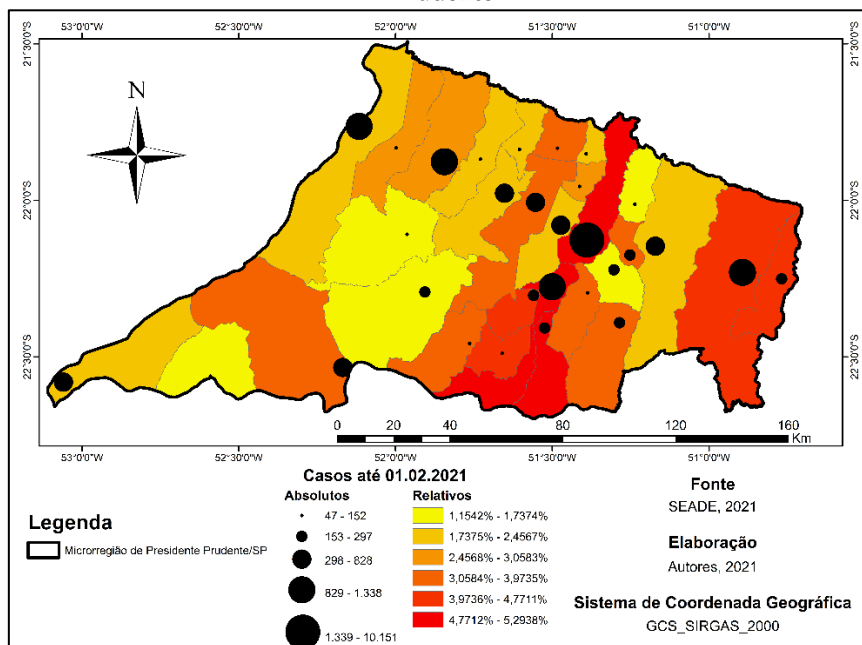 53°0'0"W 52°30'0"W 52°0'0"W 51°30'0"W 51°0'0"W
21°30'0"S 21°30'0"S
N
22°0'0"S 22°0'0"S
22°30'0"S 22°30'0"S
0 20 40 80 120 160
Km
53°0'0"W 52°30'0"W 52°0'0"W 51°30'0"W 51°0'0"W
Casos até 01.02.2021
Absolutos
47 - 152
153 - 297
298 - 828
829 - 1.338
1.339 - 10.151
Relativos
1,1542% - 1,7374%
1,7375% - 2,4567%
2,4568% - 3,0583%
3,0584% - 3,9735%
3,9736% - 4,7711%
4,7712% - 5,2938%
Legenda
Microrregião de Presidente Prudente/SP
Fonte
SEADE, 2021
Elaboração
Autores, 2021
Sistema de Coordenada Geográfica
GCS_SIRGAS_2000